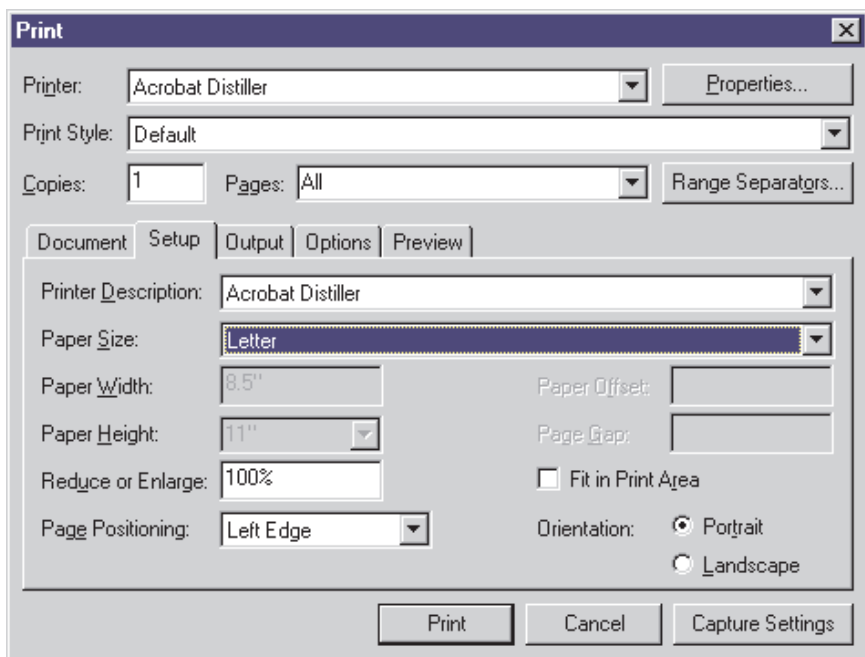 Print
Printer: Acrobat Distiller Properties...
Print Style: Default
Copies: 1 Pages: All Range Separators...
Document Setup Output Options Preview
Printer Description: Acrobat Distiller
Paper Size: Letter
Paper Width: 8.5" Paper Offset:
Paper Height: 11" Page Gap:
Reduce or Enlarge: 100% Fit in Print Area
Page Positioning: Left Edge Orientation: Portrait
Landscape
Print Cancel Capture Settings